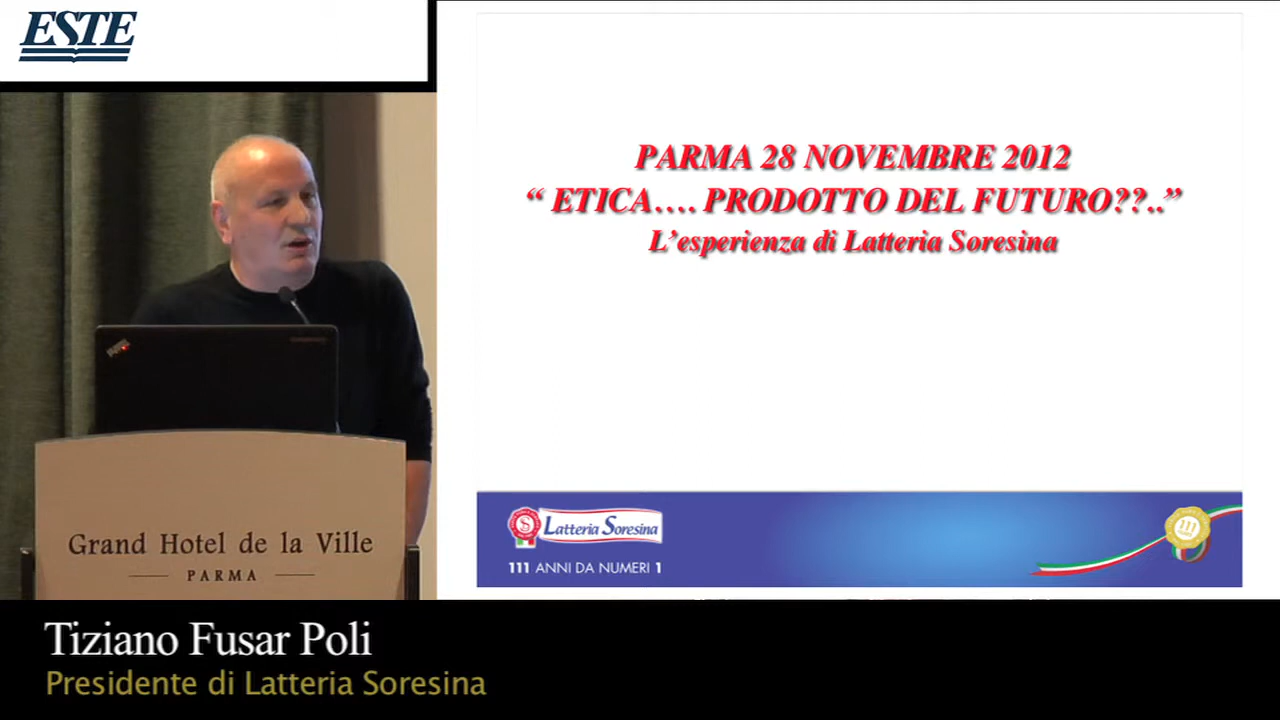 ESTE
PARMA 28 NOVEMBRE 2012
“ ETICA…. PRODOTTO DEL FUTURO??..”
L’esperienza di Latteria Soresina
Grand Hotel de la Ville
PARMA
Latteria Soresina
111 ANNI DA NUMERI 1
111
Tiziano Fusar Poli
Presidente di Latteria Soresina